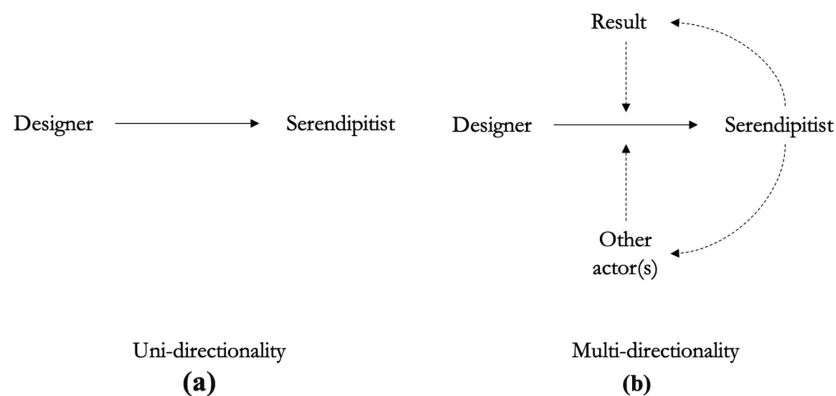 Designer
Serendipitist
Uni-directionality
(a)
Result
Designer
Serendipitist
Other
actor(s)
Multi-directionality
(b)